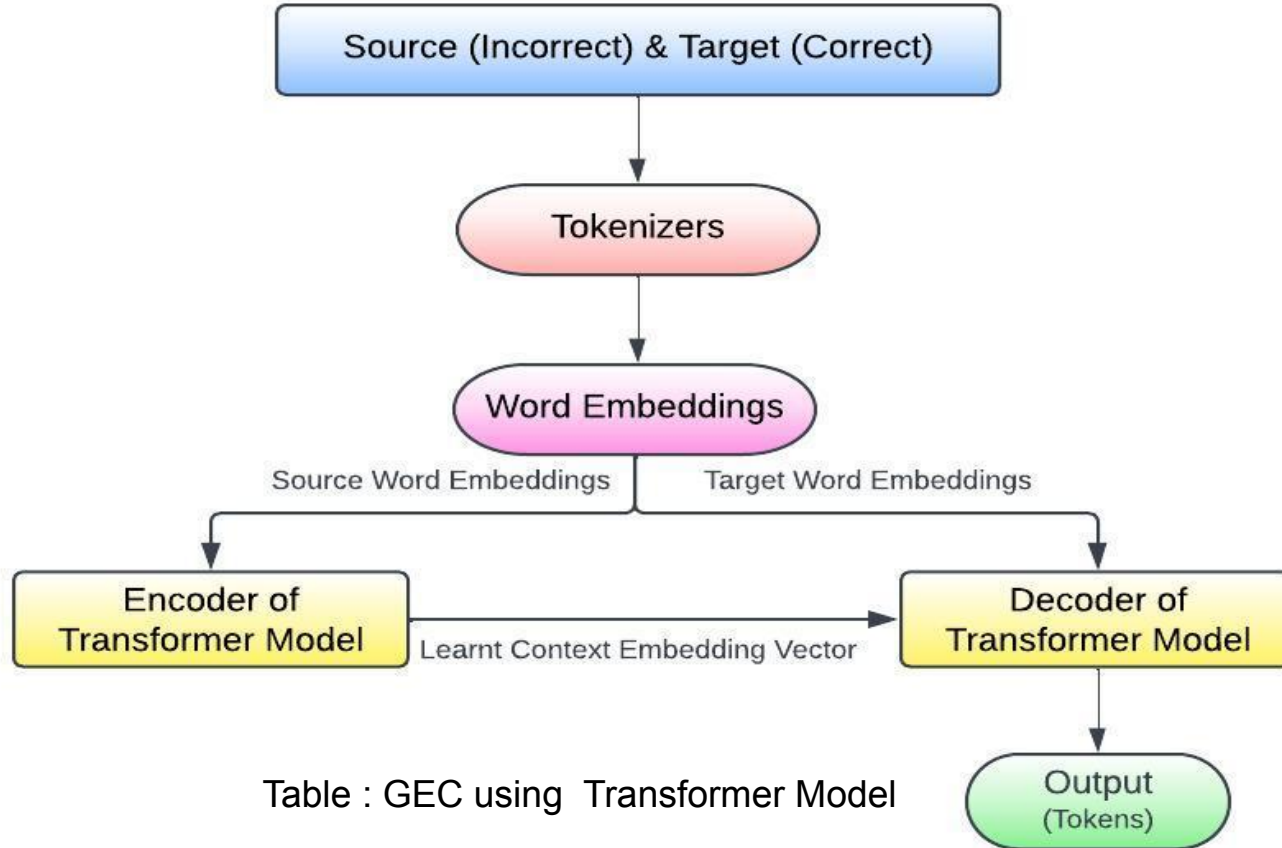 Source (Incorrect) & Target (Correct)
Tokenizers
Word Embeddings
Source Word Embeddings
Target Word Embeddings
Encoder of
Transformer Model
Learnt Context Embedding Vector
Decoder of
Transformer Model
Table : GEC using  Transformer Model
Output
(Tokens)